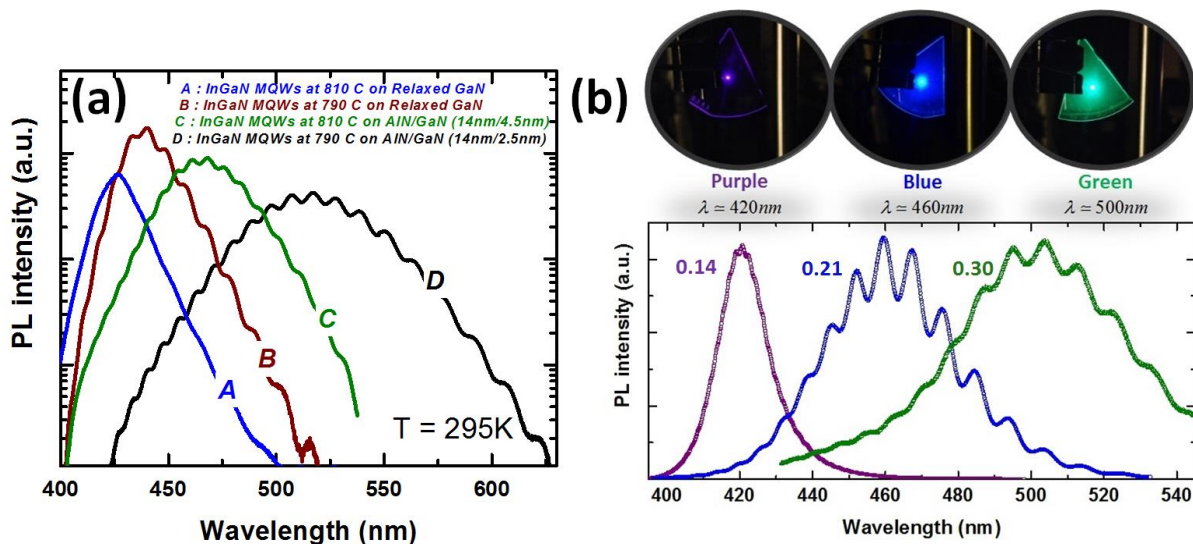 (a)
A : InGaN MQWs at 810 C on Relaxed GaN
B : InGaN MQWs at 790 C on Relaxed GaN
C : InGaN MQWs at 810 C on AlN/GaN (14nm/4.5nm)
D : InGaN MQWs at 790 C on AlN/GaN (14nm/2.5nm)
PL intensity (a.u.)
D
C
B
A
T = 295K
400 450 500 550 600
Wavelength (nm)
(b)
Purple Blue Green
λ ≃ 420nm λ ≃ 460nm λ ≃ 500nm
PL intensity (a.u.)
0.14 0.21 0.30
400 420 440 460 480 500 520 540
Wavelength (nm)